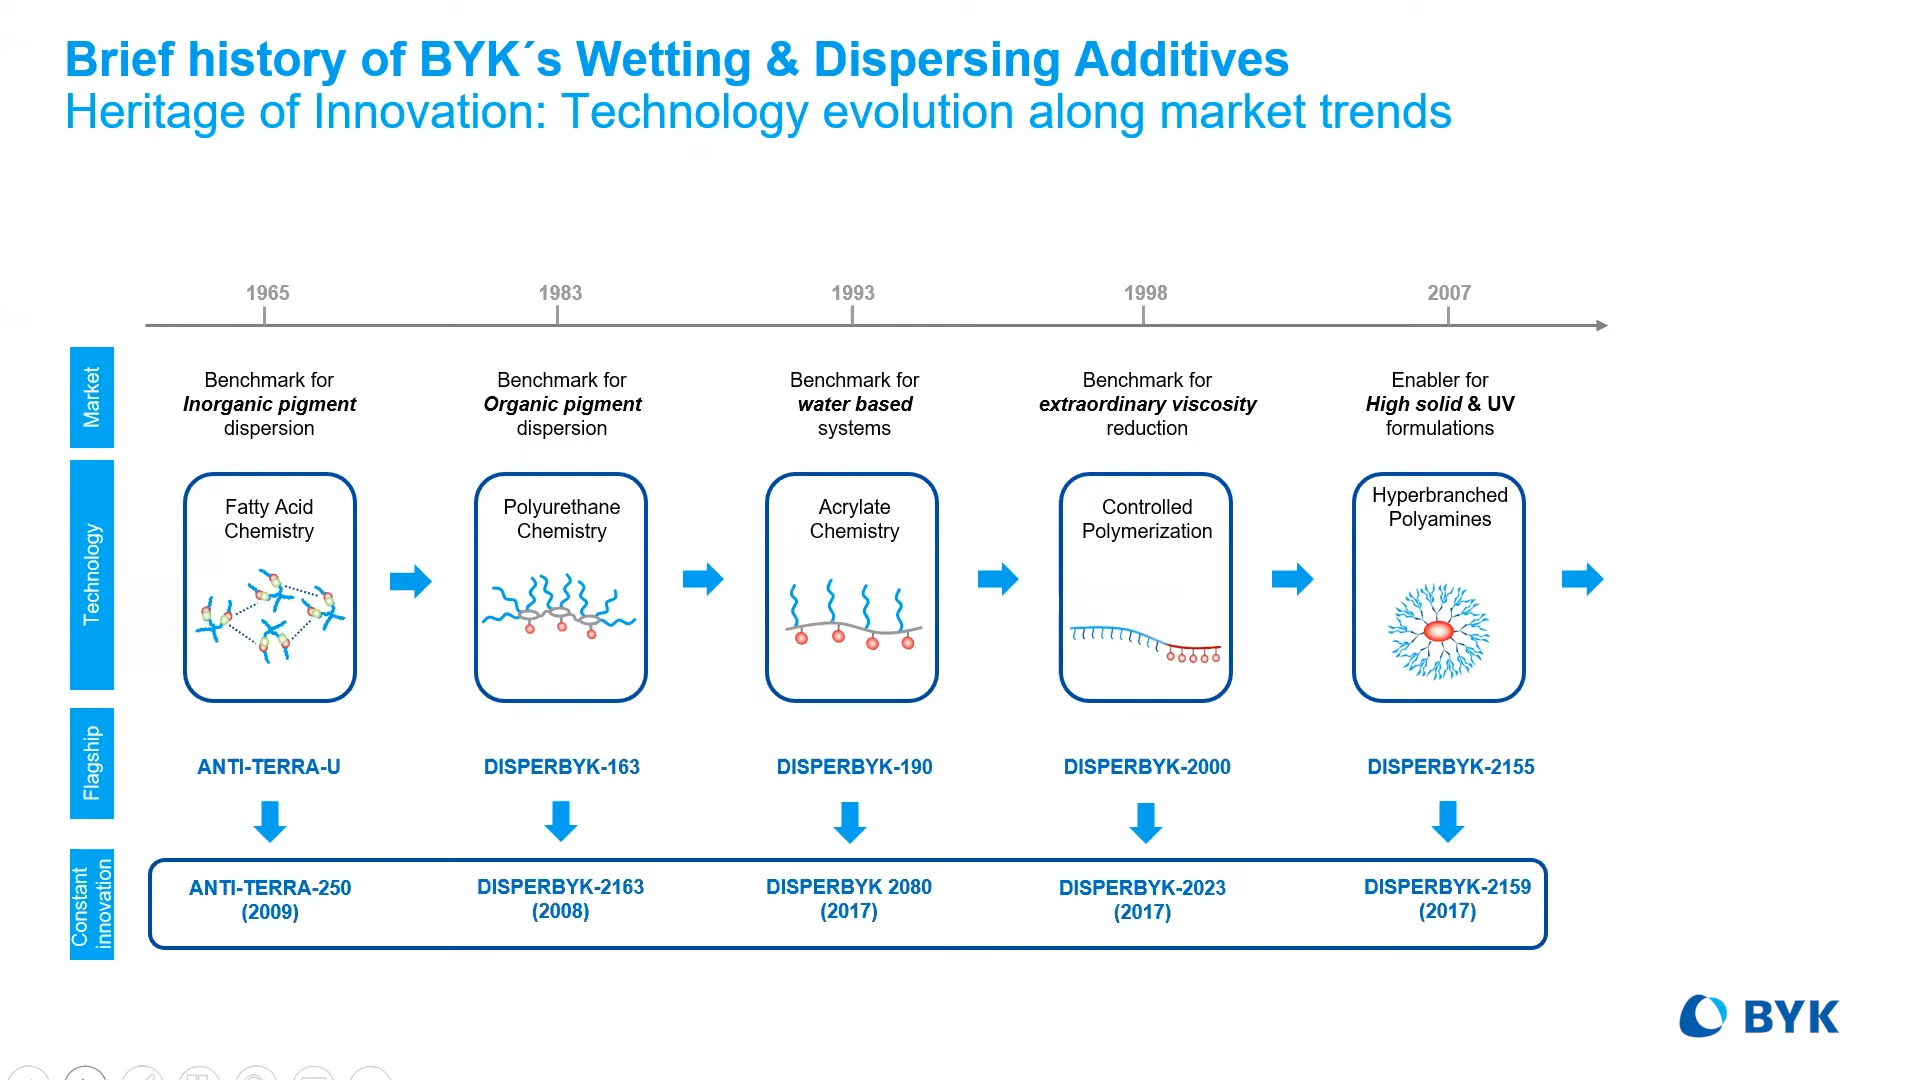 Brief history of BYK´s Wetting & Dispersing Additives
Heritage of Innovation: Technology evolution along market trends
1965
1983
1993
1998
2007
Market
Benchmark for
Inorganic pigment
dispersion
Benchmark for
Organic pigment
dispersion
Benchmark for
water based
systems
Benchmark for
extraordinary viscosity
reduction
Enabler for
High solid & UV
formulations
Technology
Fatty Acid
Chemistry
Polyurethane
Chemistry
Acrylate
Chemistry
Controlled
Polymerization
Hyperbranched
Polyamines
Flagship
ANTI-TERRA-U
DISPERBYK-163
DISPERBYK-190
DISPERBYK-2000
DISPERBYK-2155
Constant
innovation
ANTI-TERRA-250
(2009)
DISPERBYK-2163
(2008)
DISPERBYK 2080
(2017)
DISPERBYK-2023
(2017)
DISPERBYK-2159
(2017)
BYK